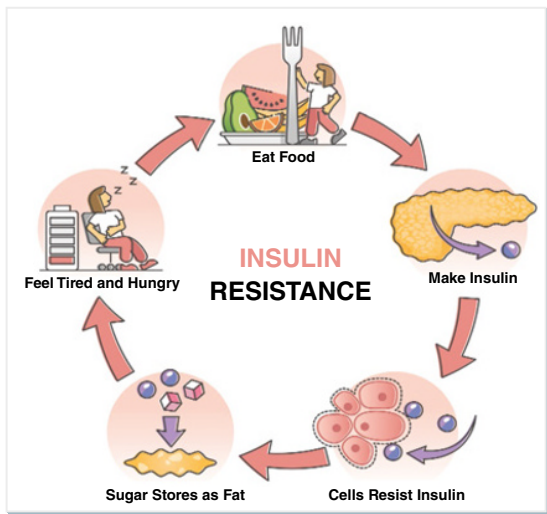 Eat Food
Make Insulin
Cells Resist Insulin
Sugar Stores as Fat
Feel Tired and Hungry
z z z
INSULIN
RESISTANCE